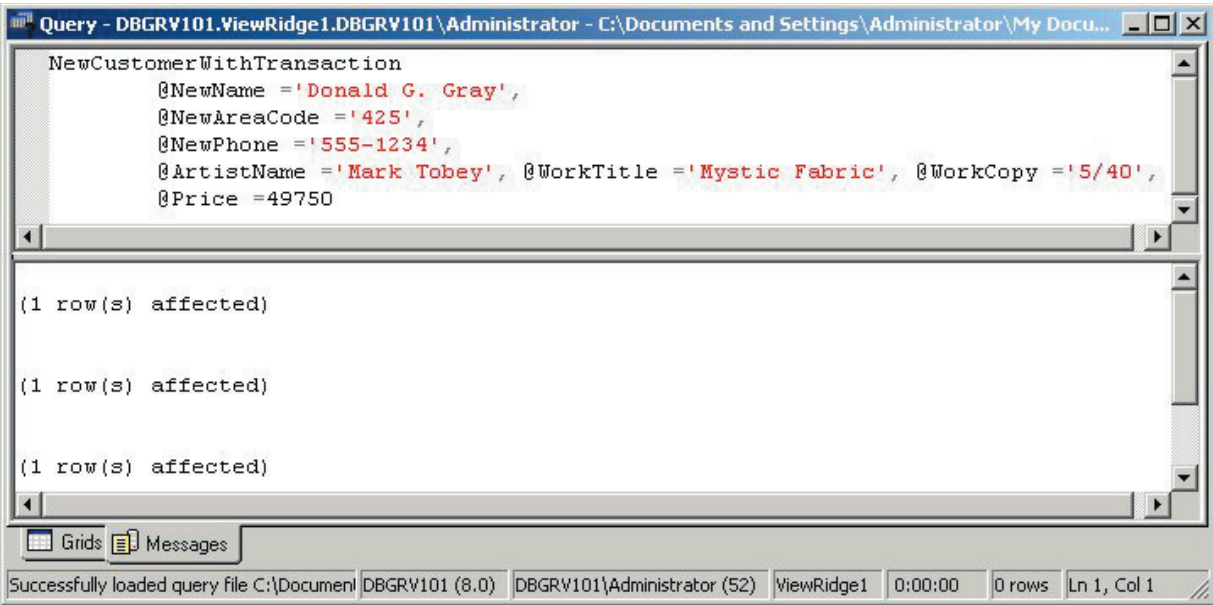 Query - DBGRV101.ViewRidge1.DBGRV101\Administrator - C:\Documents and Settings\Administrator\My Docu...
NewCustomerWithTransaction
@NewName ='Donald G. Gray',
@NewAreaCode ='425',
@NewPhone ='555-1234',
@ArtistName ='Mark Tobey', @WorkTitle ='Mystic Fabric', @WorkCopy ='5/40',
@Price =49750
(1 row(s) affected)
(1 row(s) affected)
(1 row(s) affected)
Grids Messages
Successfully loaded query file C:\Document DBGRV101 (8.0) DBGRV101\Administrator (52) ViewRidge1 0:00:00 0 rows Ln 1, Col 1